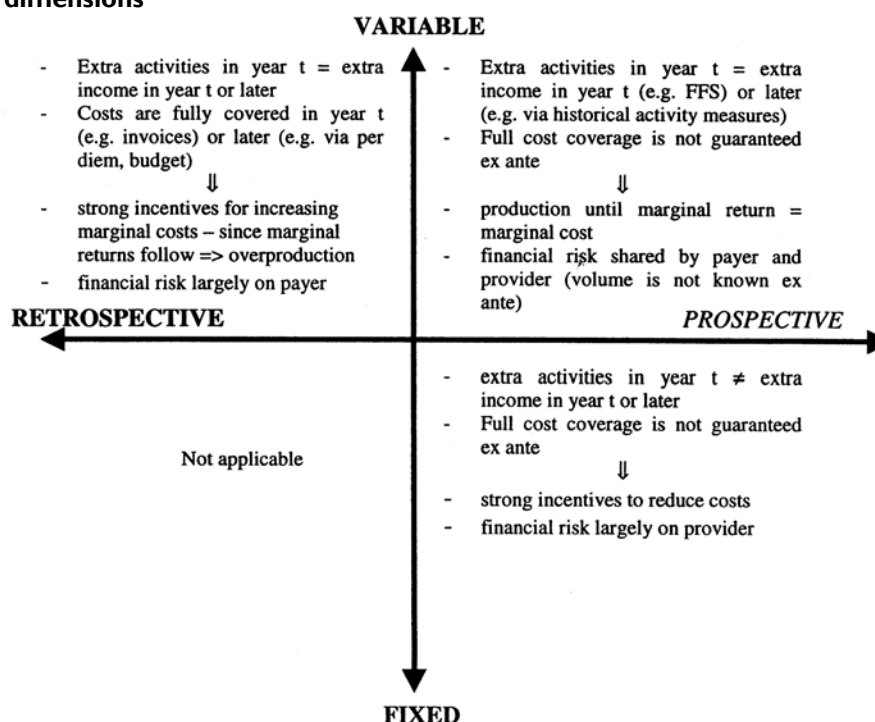 dimensions
VARIABLE
- Extra activities in year t = extra
income in year t or later
- Costs are fully covered in year t
(e.g. invoices) or later (e.g. via per
diem, budget)
⇓
- strong incentives for increasing
marginal costs – since marginal
returns follow => overproduction
- financial risk largely on payer
- Extra activities in year t = extra
income in year t (e.g. FFS) or later
(e.g. via historical activity measures)
- Full cost coverage is not guaranteed
ex ante
⇓
- production until marginal return =
marginal cost
- financial risk shared by payer and
provider (volume is not known ex
ante)
RETROSPECTIVE
PROSPECTIVE
Not applicable
- extra activities in year t ≠ extra
income in year t or later
- Full cost coverage is not guaranteed
ex ante
⇓
- strong incentives to reduce costs
- financial risk largely on provider
FIXED